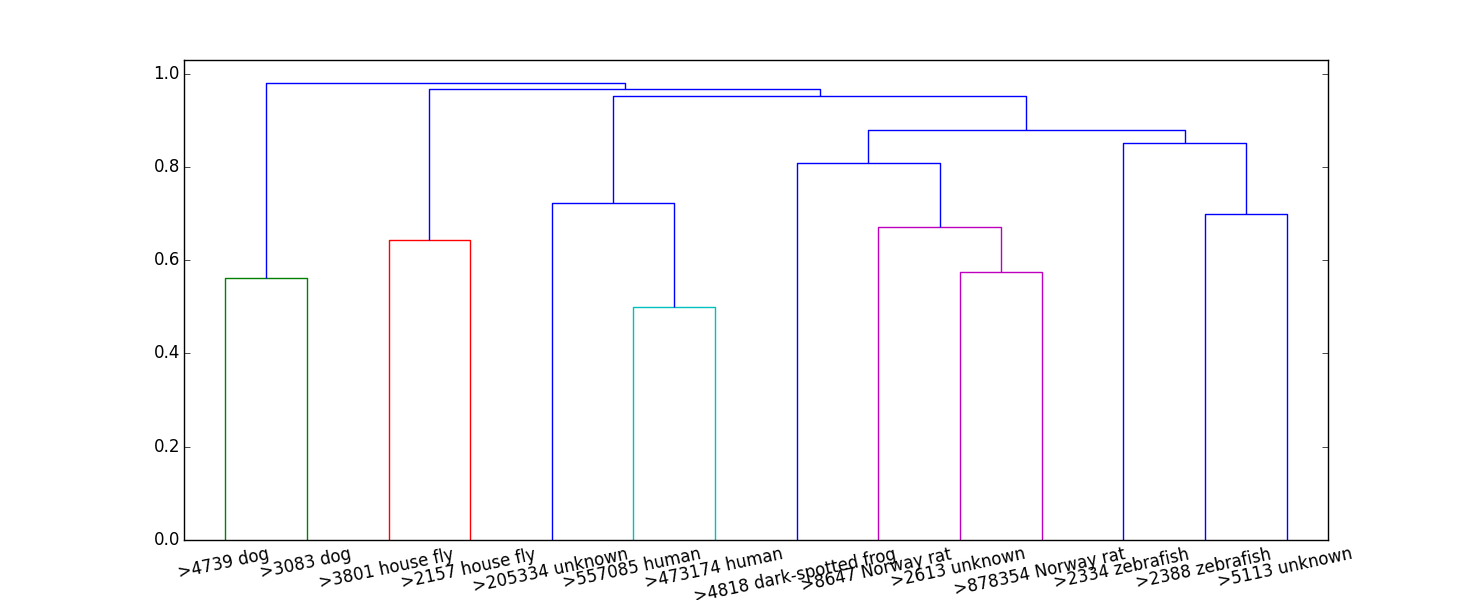 1.0
0.8
0.6
0.4
0.2
0.0
>4739 dog
>3083 dog
>3801 house fly
>2157 house fly
>205334 unknown
>557085 human
>473174 human
>4818 dark-spotted frog
>8647 Norway rat
>2613 unknown
>878354 Norway rat
>2334 zebrafish
>2388 zebrafish
>5113 unknown